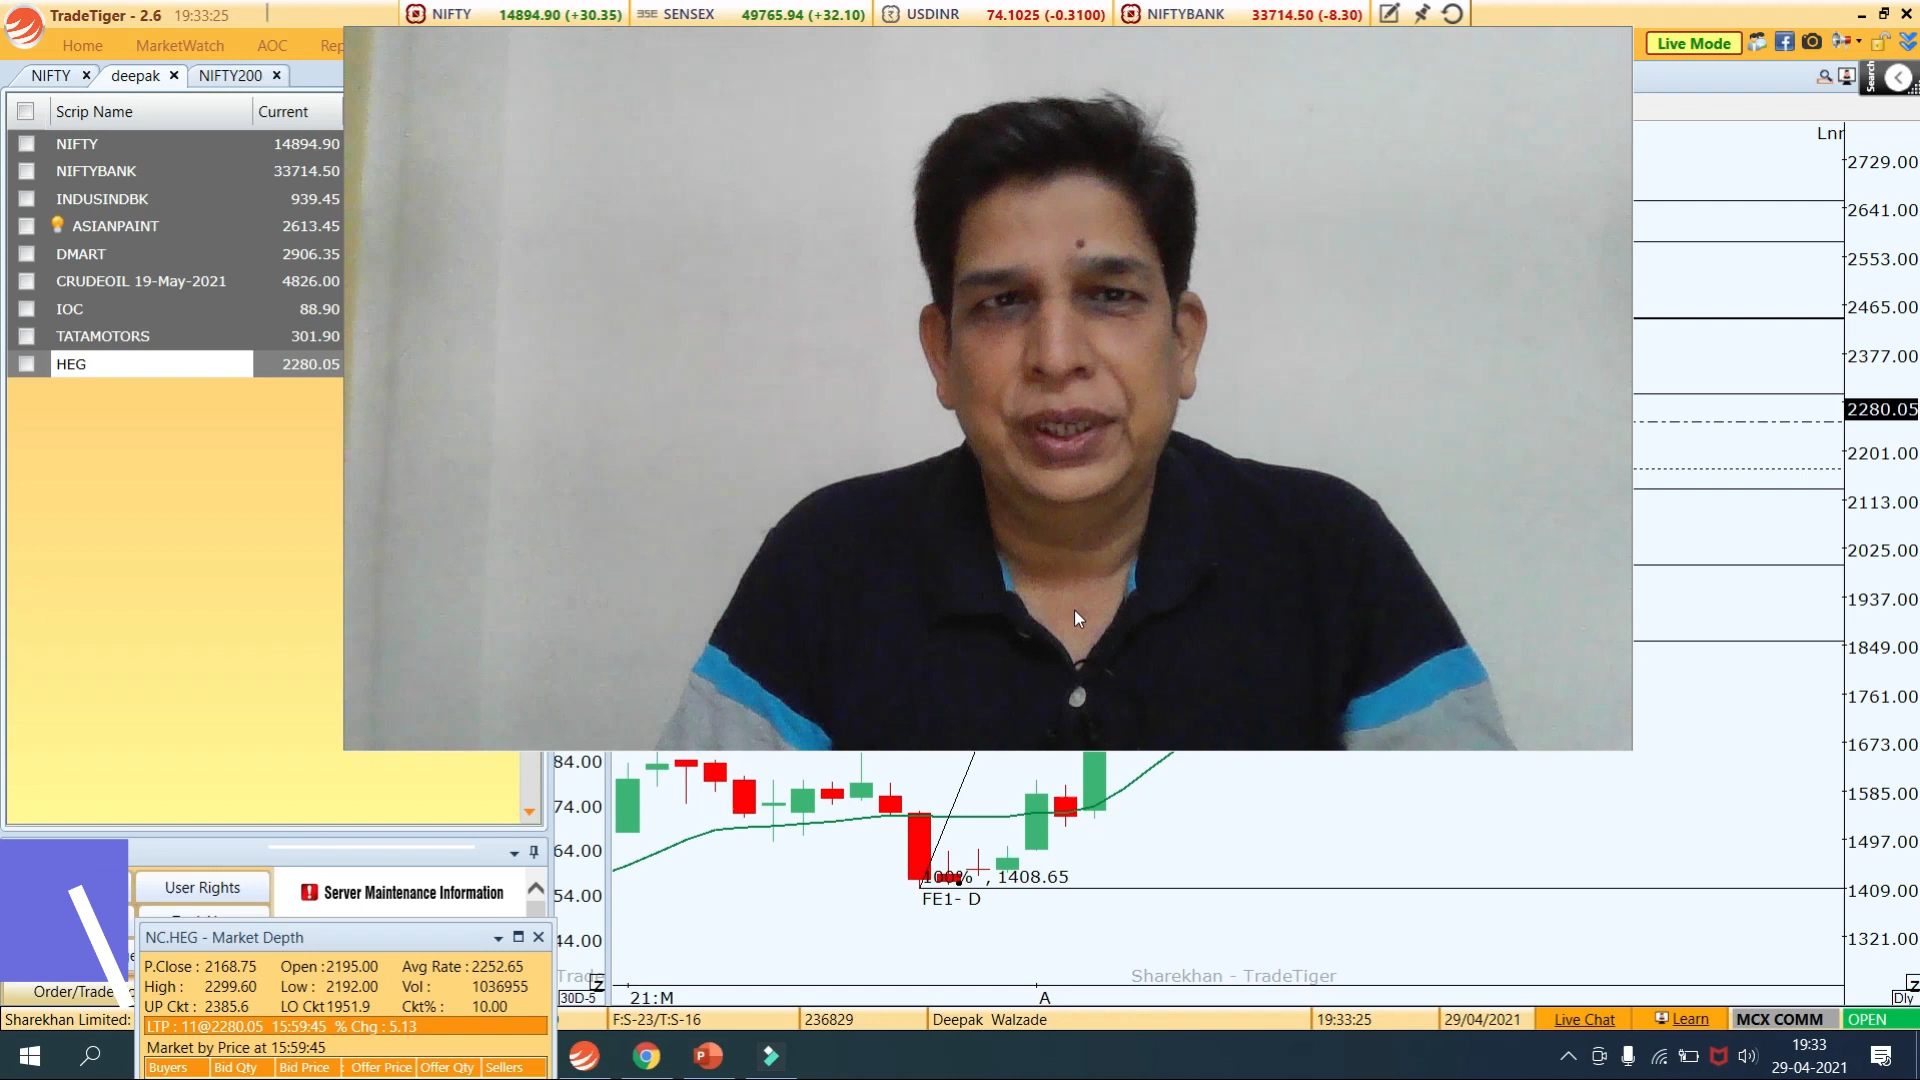 TradeTiger - 2.6 19:33:25
NIFTY 14894.90 (+30.35) BSE SENSEX 49765.94 (+32.10) USDINR 74.1025 (-0.3100) NIFTYBANK 33714.50 (-8.30)
Home MarketWatch AOC Rep
Live Mode
NIFTY deepak NIFTY200
Search
Scrip Name Current
NIFTY 14894.90
NIFTYBANK 33714.50
INDUSINDBK 939.45
ASIANPAINT 2613.45
DMART 2906.35
CRUDEOIL 19-May-2021 4826.00
IOC 88.90
TATAMOTORS 301.90
HEG 2280.05
Lnr
2729.00
2641.00
2553.00
2465.00
2377.00
2280.05
2201.00
2113.00
2025.00
1937.00
1849.00
1761.00
1673.00
1585.00
1497.00
1409.00
1321.00
84.00
74.00
64.00
54.00
44.00
100% , 1408.65
FE1- D
Sharekhan - TradeTiger
Trade
30D-5
21:M A
Dly
User Rights
Server Maintenance Information
Order/Trade
NC.HEG - Market Depth
P.Close : 2168.75 Open :2195.00 Avg Rate :2252.65
High : 2299.60 Low : 2192.00 Vol : 1036955
UP Ckt : 2385.6 LO Ckt 1951.9 Ckt% : 10.00
LTP : 11@2280.05 15:59:45 % Chg : 5.13
Market by Price at 15:59:45
Buyers Bid Qty Bid Price Offer Price Offer Qty Sellers
Sharekhan Limited: F:S-23/T:S-16 236829 Deepak Walzade 19:33:25 29/04/2021 Live Chat Learn MCX COMM OPEN
19:33
29-04-2021